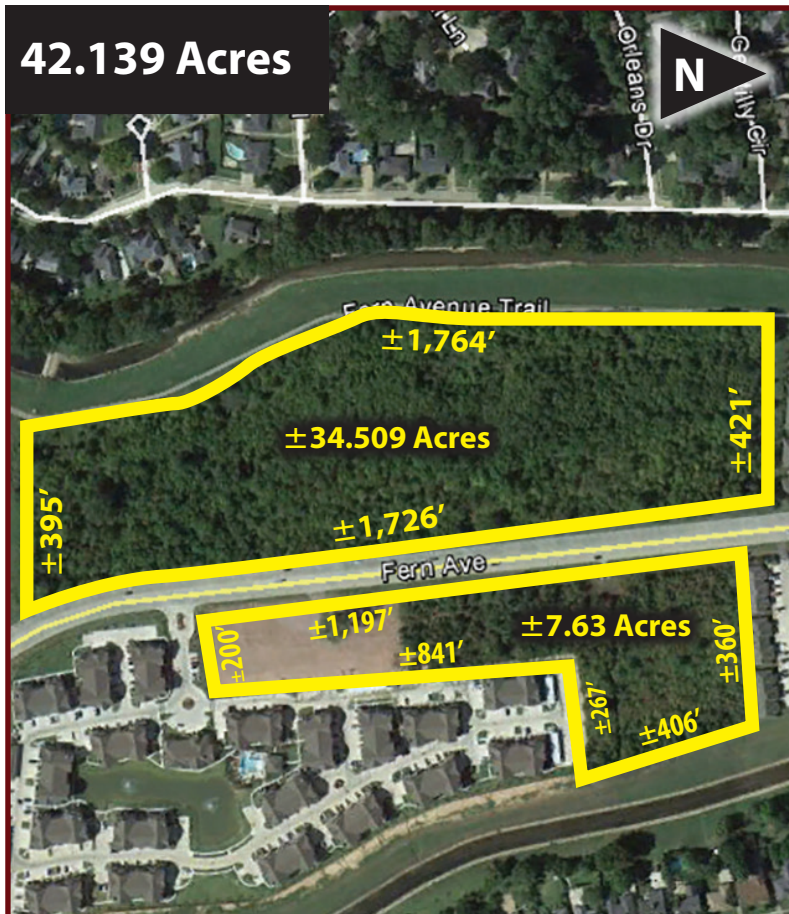 42.139 Acres
Ln
Orleans Dr
N
Fern Avenue Trail
±1,764’
±34.509 Acres
±421’
±395’
±1,726’
Fern Ave
±1,197’
±7.63 Acres
±200’
±841’
±360’
±267’
±406’